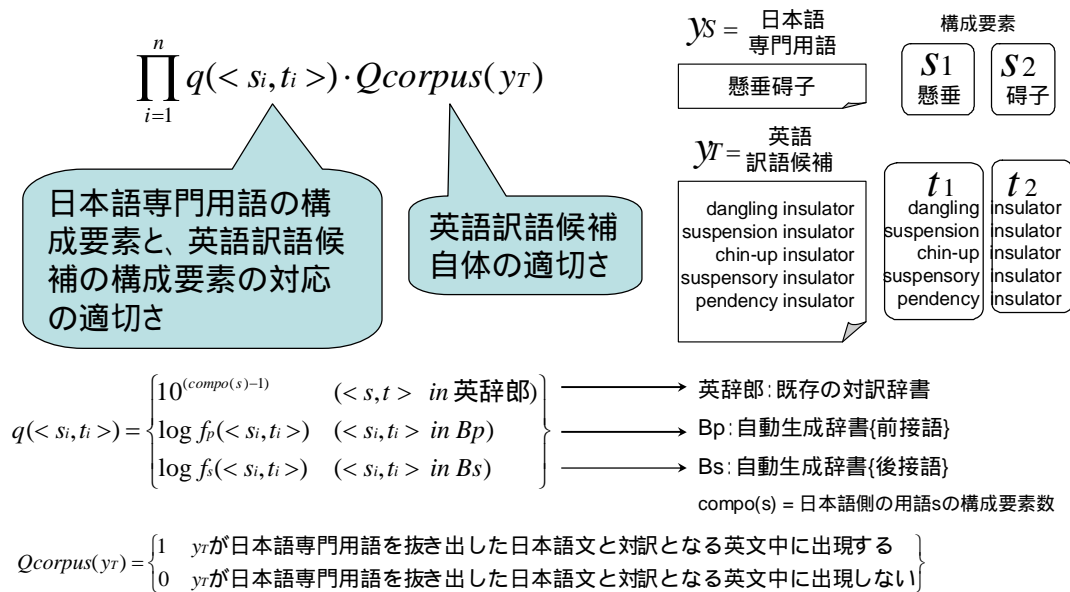 n
∏ q(< si, ti >) · Qcorpus(yT)
i=1
日本語専門用語の構
成要素と、英語訳語候
補の構成要素の対応
の適切さ
英語訳語候補
自体の適切さ
yS = 日本語
専門用語
懸垂碍子
構成要素
s1
懸垂
s2
碍子
yT= 英語
訳語候補
dangling insulator
suspension insulator
chin-up insulator
suspensory insulator
pendency insulator
t1
dangling
suspension
chin-up
suspensory
pendency
t2
insulator
insulator
insulator
insulator
insulator
q(< si, ti >) =
10^(compo(s)−1) (< s,t > in 英辞郎)
log fp(< si, ti >) (< si, ti > in Bp)
log fs(< si, ti >) (< si, ti > in Bs)
英辞郎：既存の対訳辞書
Bp：自動生成辞書{前接語}
Bs：自動生成辞書{後接語}
compo(s) = 日本語側の用語sの構成要素数
Qcorpus(yT) =
1 yTが日本語専門用語を抜き出した日本語文と対訳となる英文中に出現する
0 yTが日本語専門用語を抜き出した日本語文と対訳となる英文中に出現しない